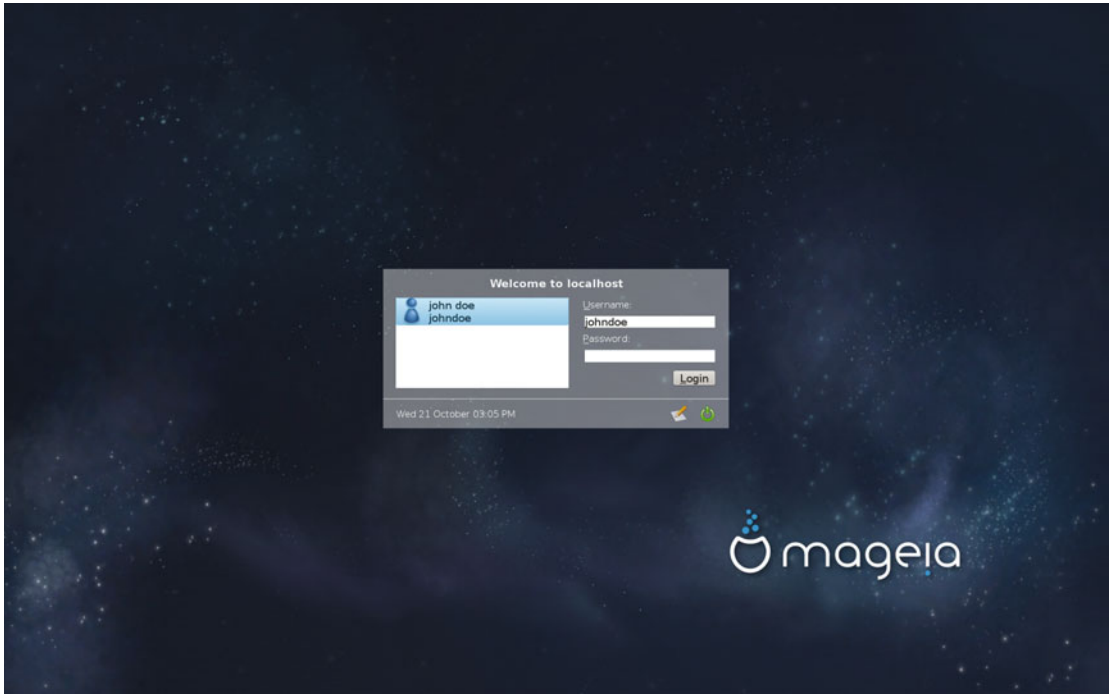 Welcome to localhost
john doe
johndoe
Username:
johndoe
Password:
Login
Wed 21 October 03:05 PM
mageia